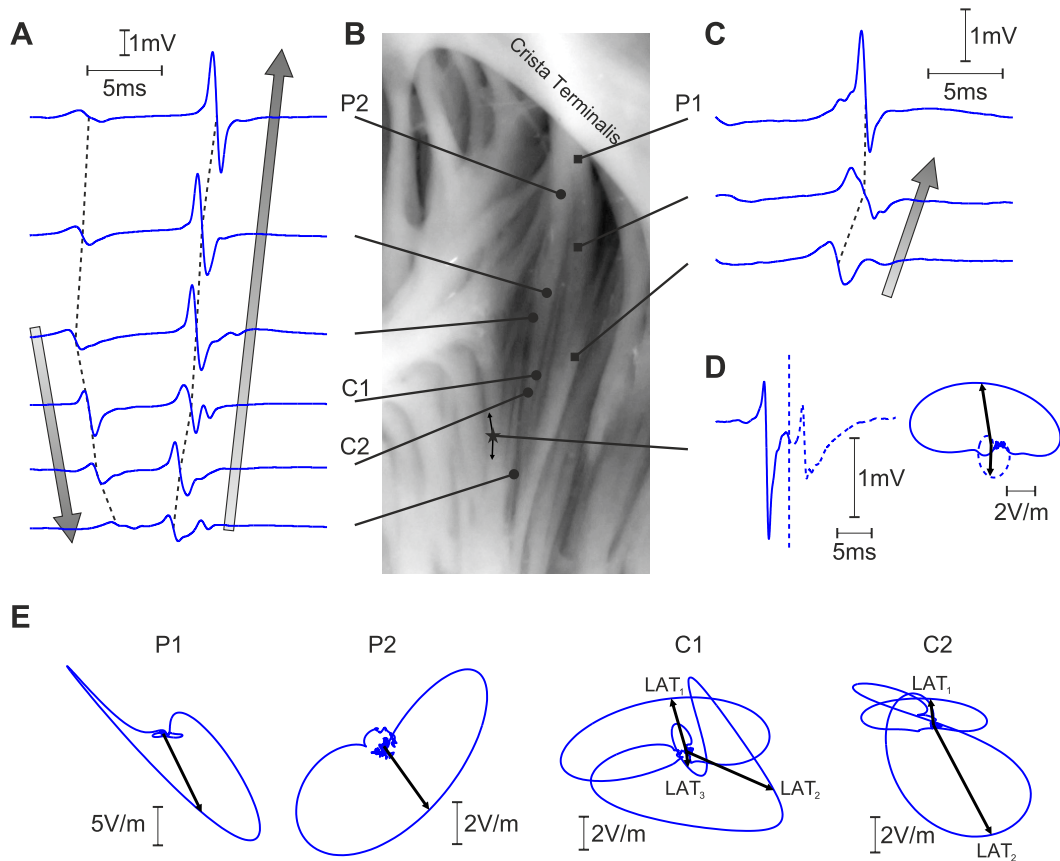 A
1mV
5ms
B
P2
C1
C2
Crista Terminalis
P1
C
1mV
5ms
D
1mV
5ms
2V/m
E
P1
5V/m
P2
2V/m
C1
LAT1
LAT3
LAT2
2V/m
C2
LAT1
LAT2
2V/m